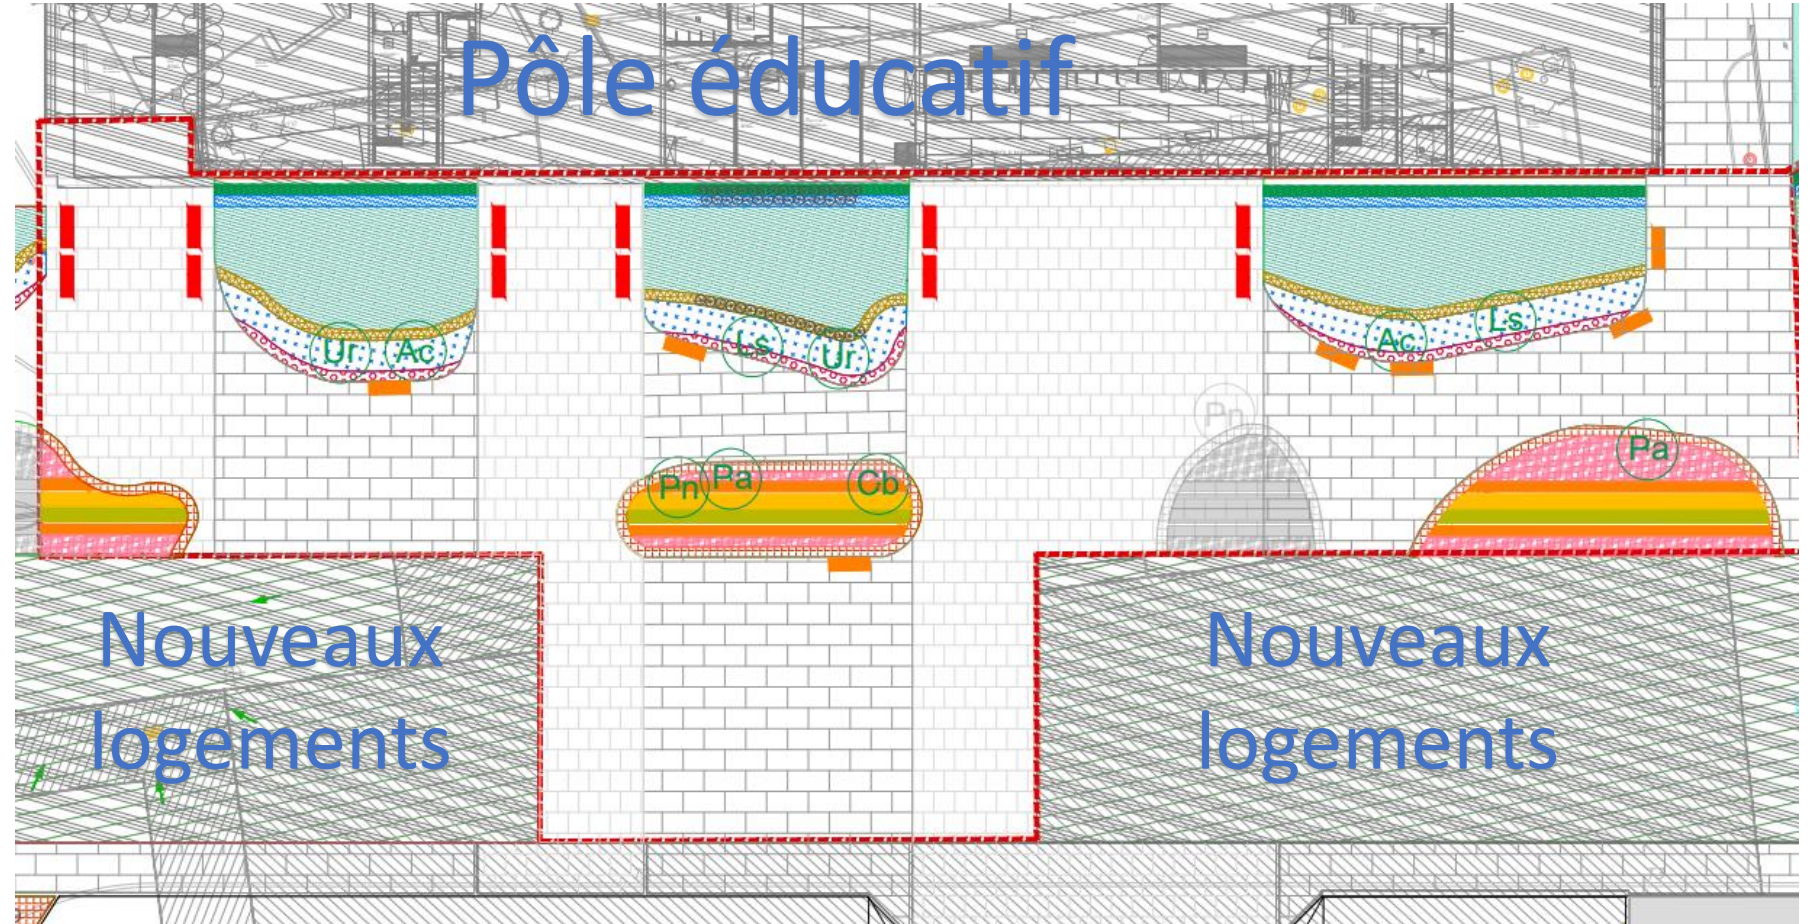 Pôle éducatif
Ur Ac
Ls Ur
Ac Ls
Pn
Pn Pa Cb
Pa
Nouveaux
logements
Nouveaux
logements